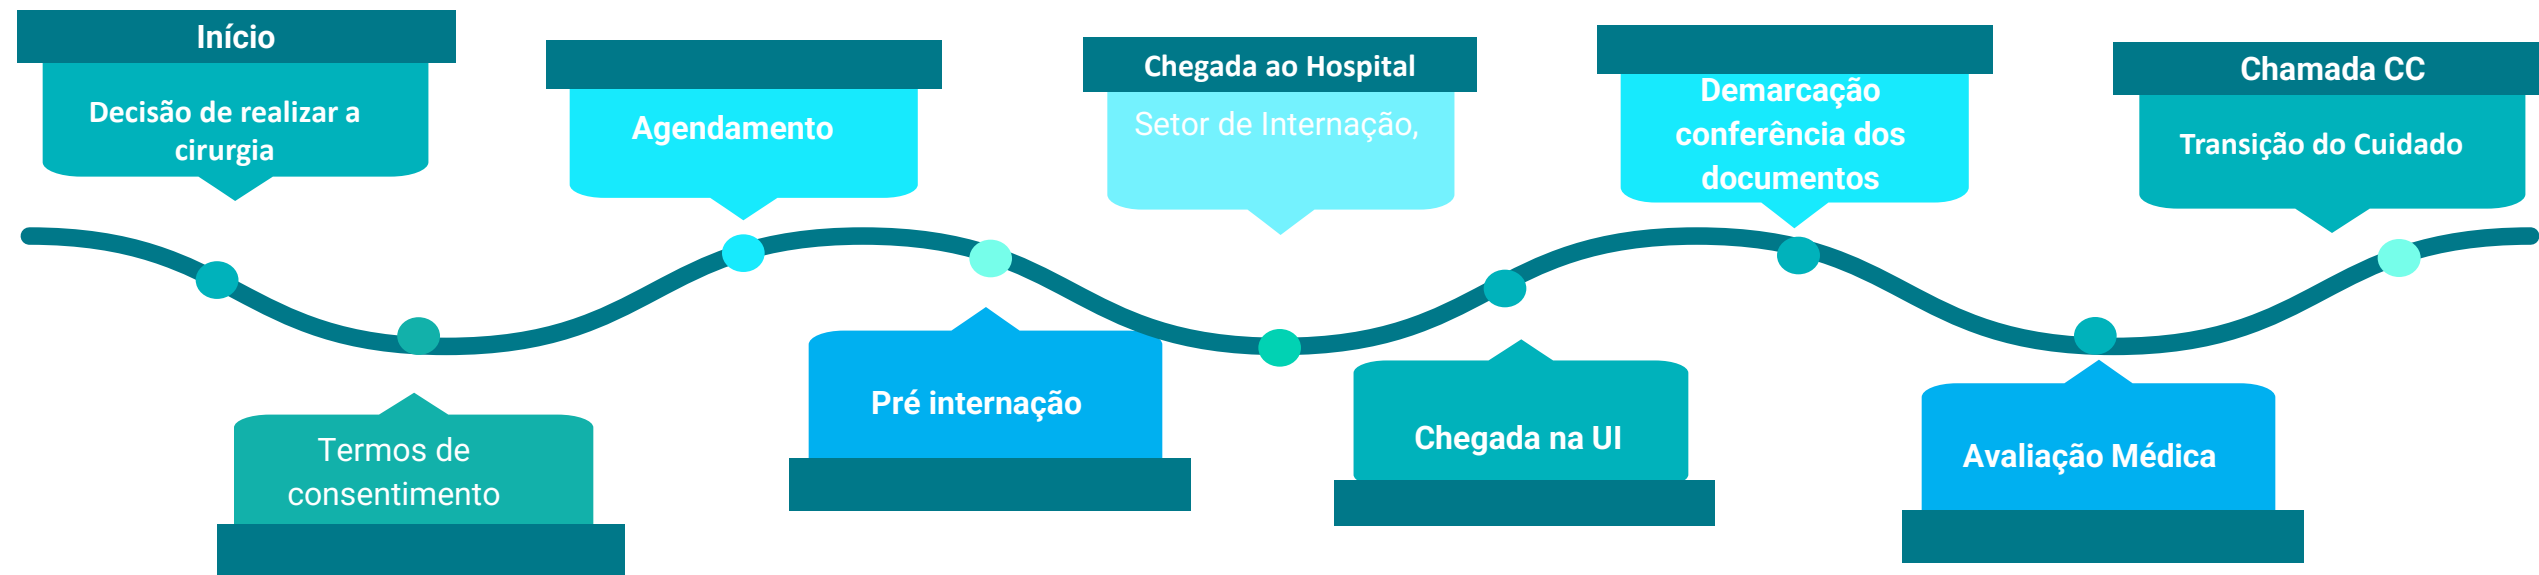 Início
Decisão de realizar a
cirurgia
Termos de
consentimento
Agendamento
Pré internação
Chegada ao Hospital
Setor de Internação,
Chegada na UI
Demarcação
conferência dos
documentos
Avaliação Médica
Chamada CC
Transição do Cuidado